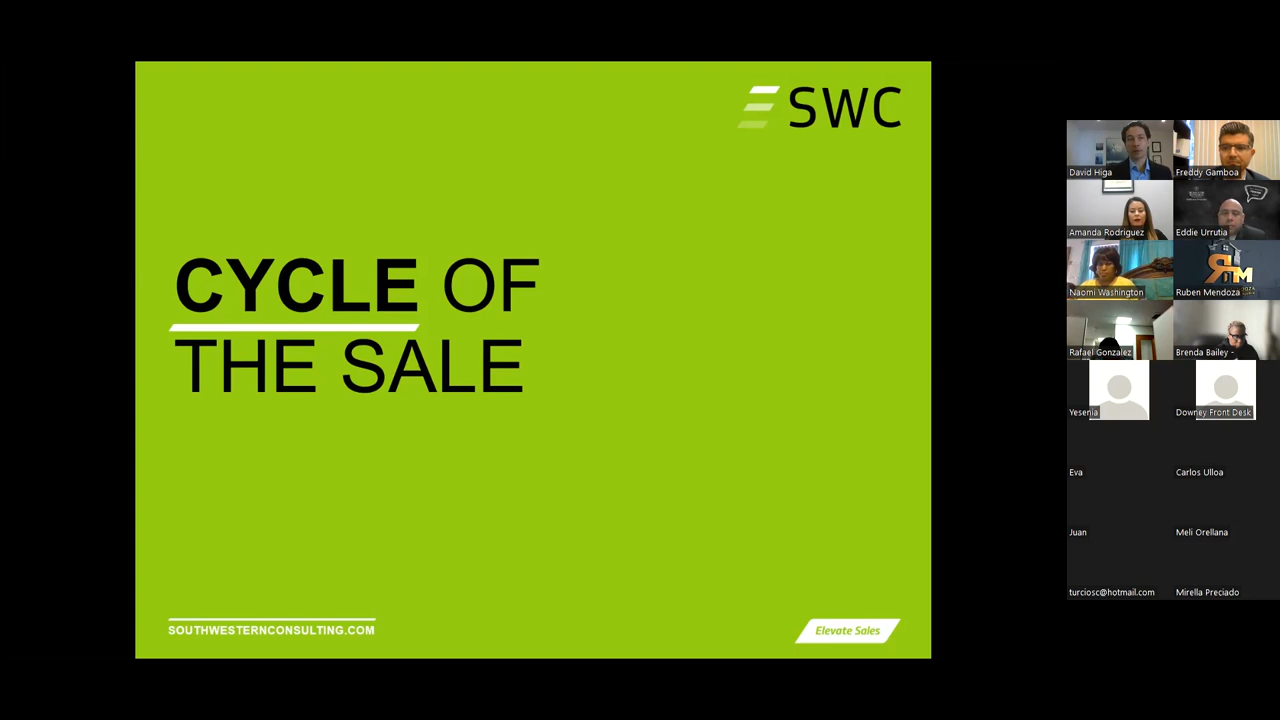 SWC
CYCLE OF
THE SALE
SOUTHWESTERNCONSULTING.COM
Elevate Sales
David Higa
Freddy Gamboa
Amanda Rodriguez
Eddie Urrutia
Naomi Washington
Ruben Mendoza
Rafael Gonzalez
Brenda Bailey -
Yesenia
Downey Front Desk
Eva
Carlos Ulloa
Juan
Meli Orellana
turciosc@hotmail.com
Mirella Preciado